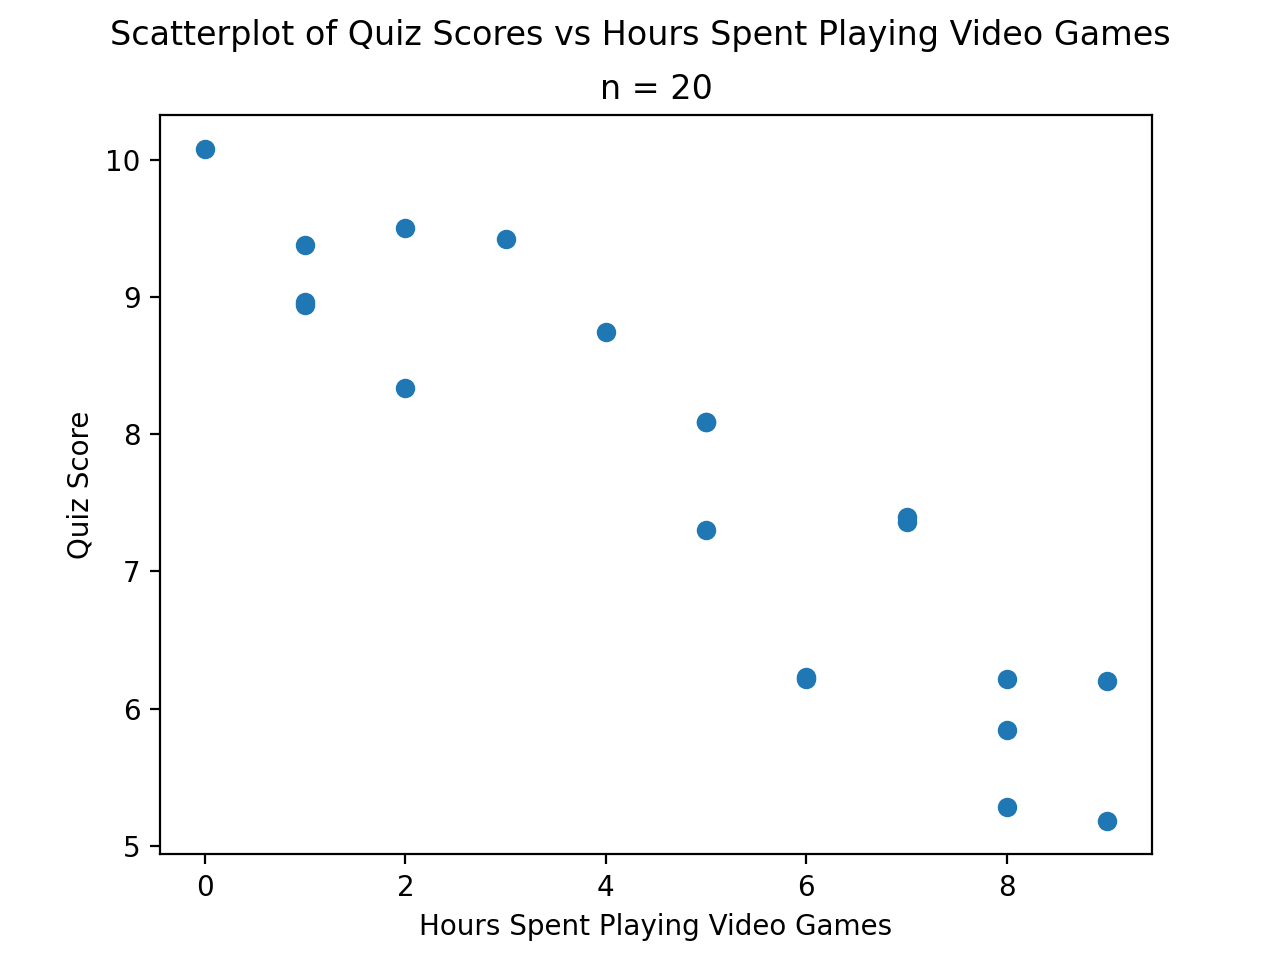 Scatterplot of Quiz Scores vs Hours Spent Playing Video Games
n = 20
10
9
8
7
6
5
Quiz Score
0 2 4 6 8
Hours Spent Playing Video Games